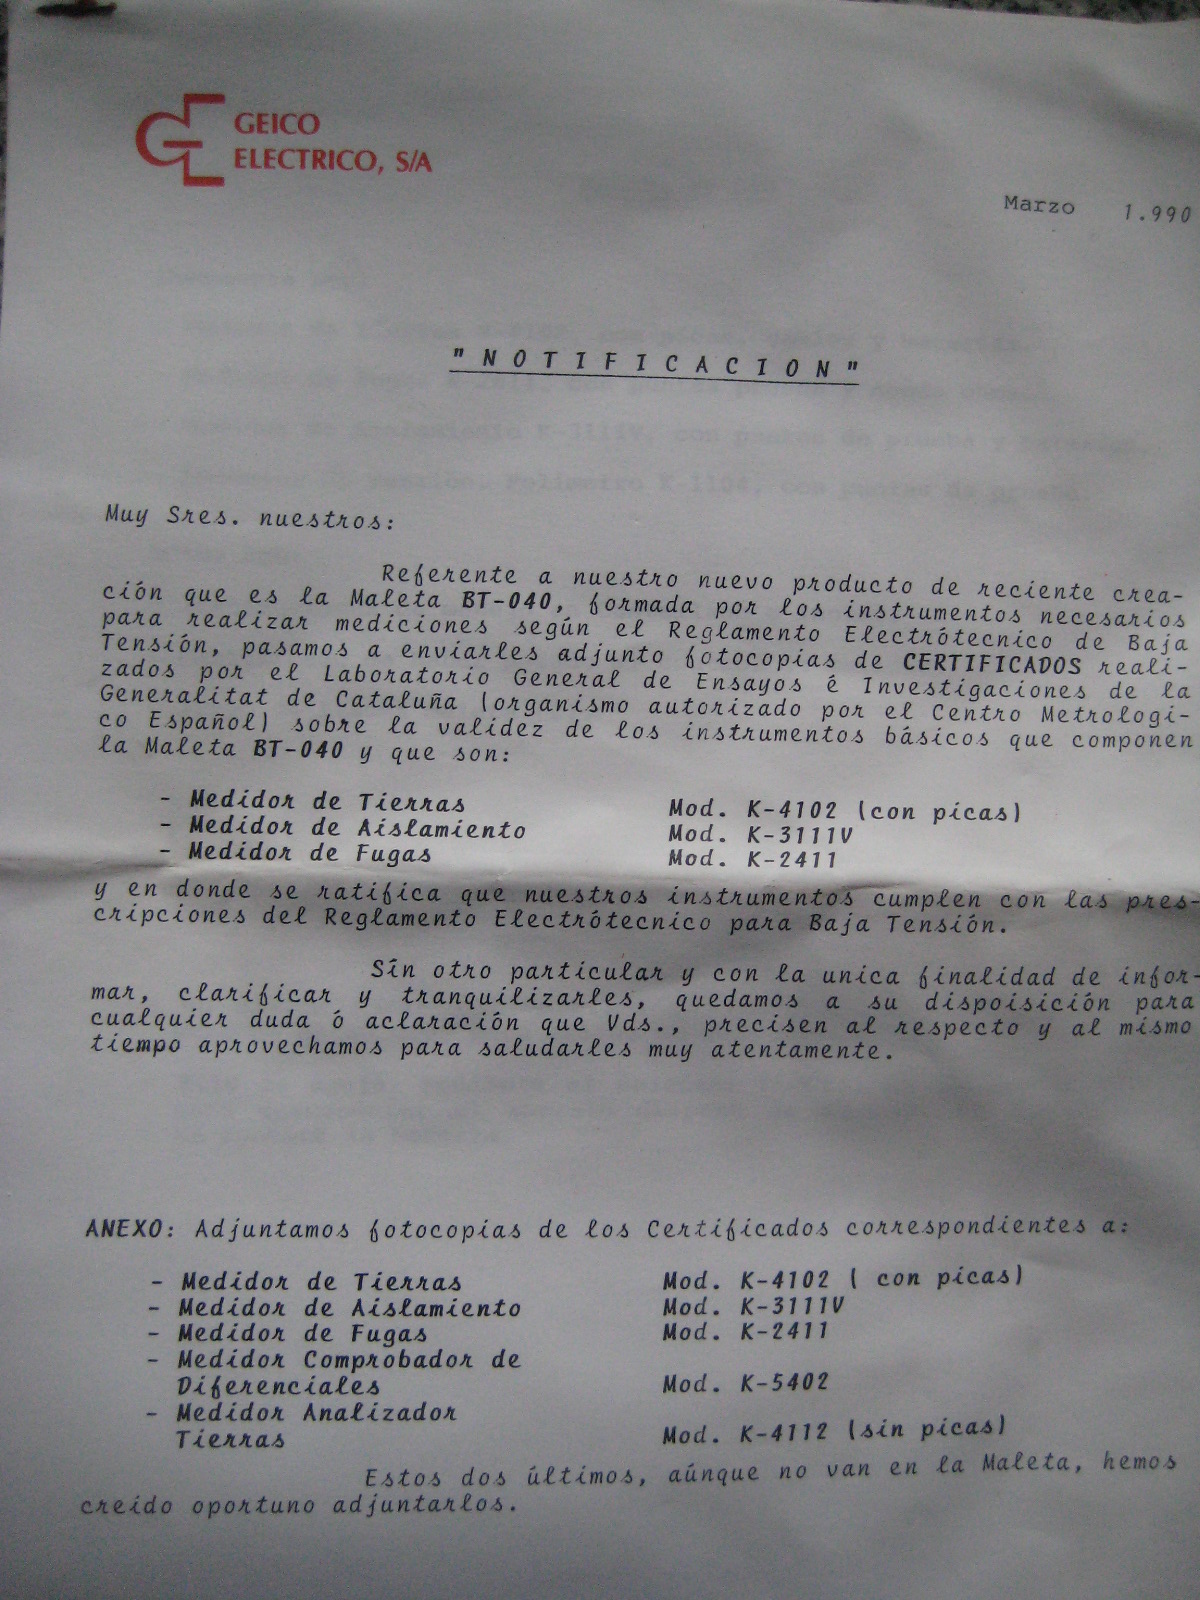 GEICO
ELECTRICO, S/A
Marzo 1.990
"NOTIFICACION"
Muy Sres. nuestros:
Referente a nuestro nuevo producto de reciente crea-
ción que es la Maleta BT-040, formada por los instrumentos necesarios
para realizar mediciones según el Reglamento Electrótecnico de Baja
Tensión, pasamos a enviarles adjunto fotocopias de CERTIFICADOS reali-
zados por el Laboratorio General de Ensayos é Investigaciones de la
Generalitat de Cataluña (organismo autorizado por el Centro Metrologi-
co Español) sobre la validez de los instrumentos básicos que componen
la Maleta BT-040 y que son:
- Medidor de Tierras Mod. K-4102 (con picas)
- Medidor de Aislamiento Mod. K-3111V
- Medidor de Fugas Mod. K-2411
y en donde se ratifica que nuestros instrumentos cumplen con las pres-
cripciones del Reglamento Electrótecnico para Baja Tensión.
Sin otro particular y con la unica finalidad de infor-
mar, clarificar y tranquilizarles, quedamos a su dispoisición para
cualquier duda ó aclaración que Vds., precisen al respecto y al mismo
tiempo aprovechamos para saludarles muy atentamente.
ANEXO: Adjuntamos fotocopias de los Certificados correspondientes a:
- Medidor de Tierras Mod. K-4102 ( con picas)
- Medidor de Aislamiento Mod. K-3111V
- Medidor de Fugas Mod. K-2411
- Medidor Comprobador de
Diferenciales Mod. K-5402
- Medidor Analizador
Tierras Mod. K-4112 (sin picas)
Estos dos últimos, aúnque no van en la Maleta, hemos
creido oportuno adjuntarlos.